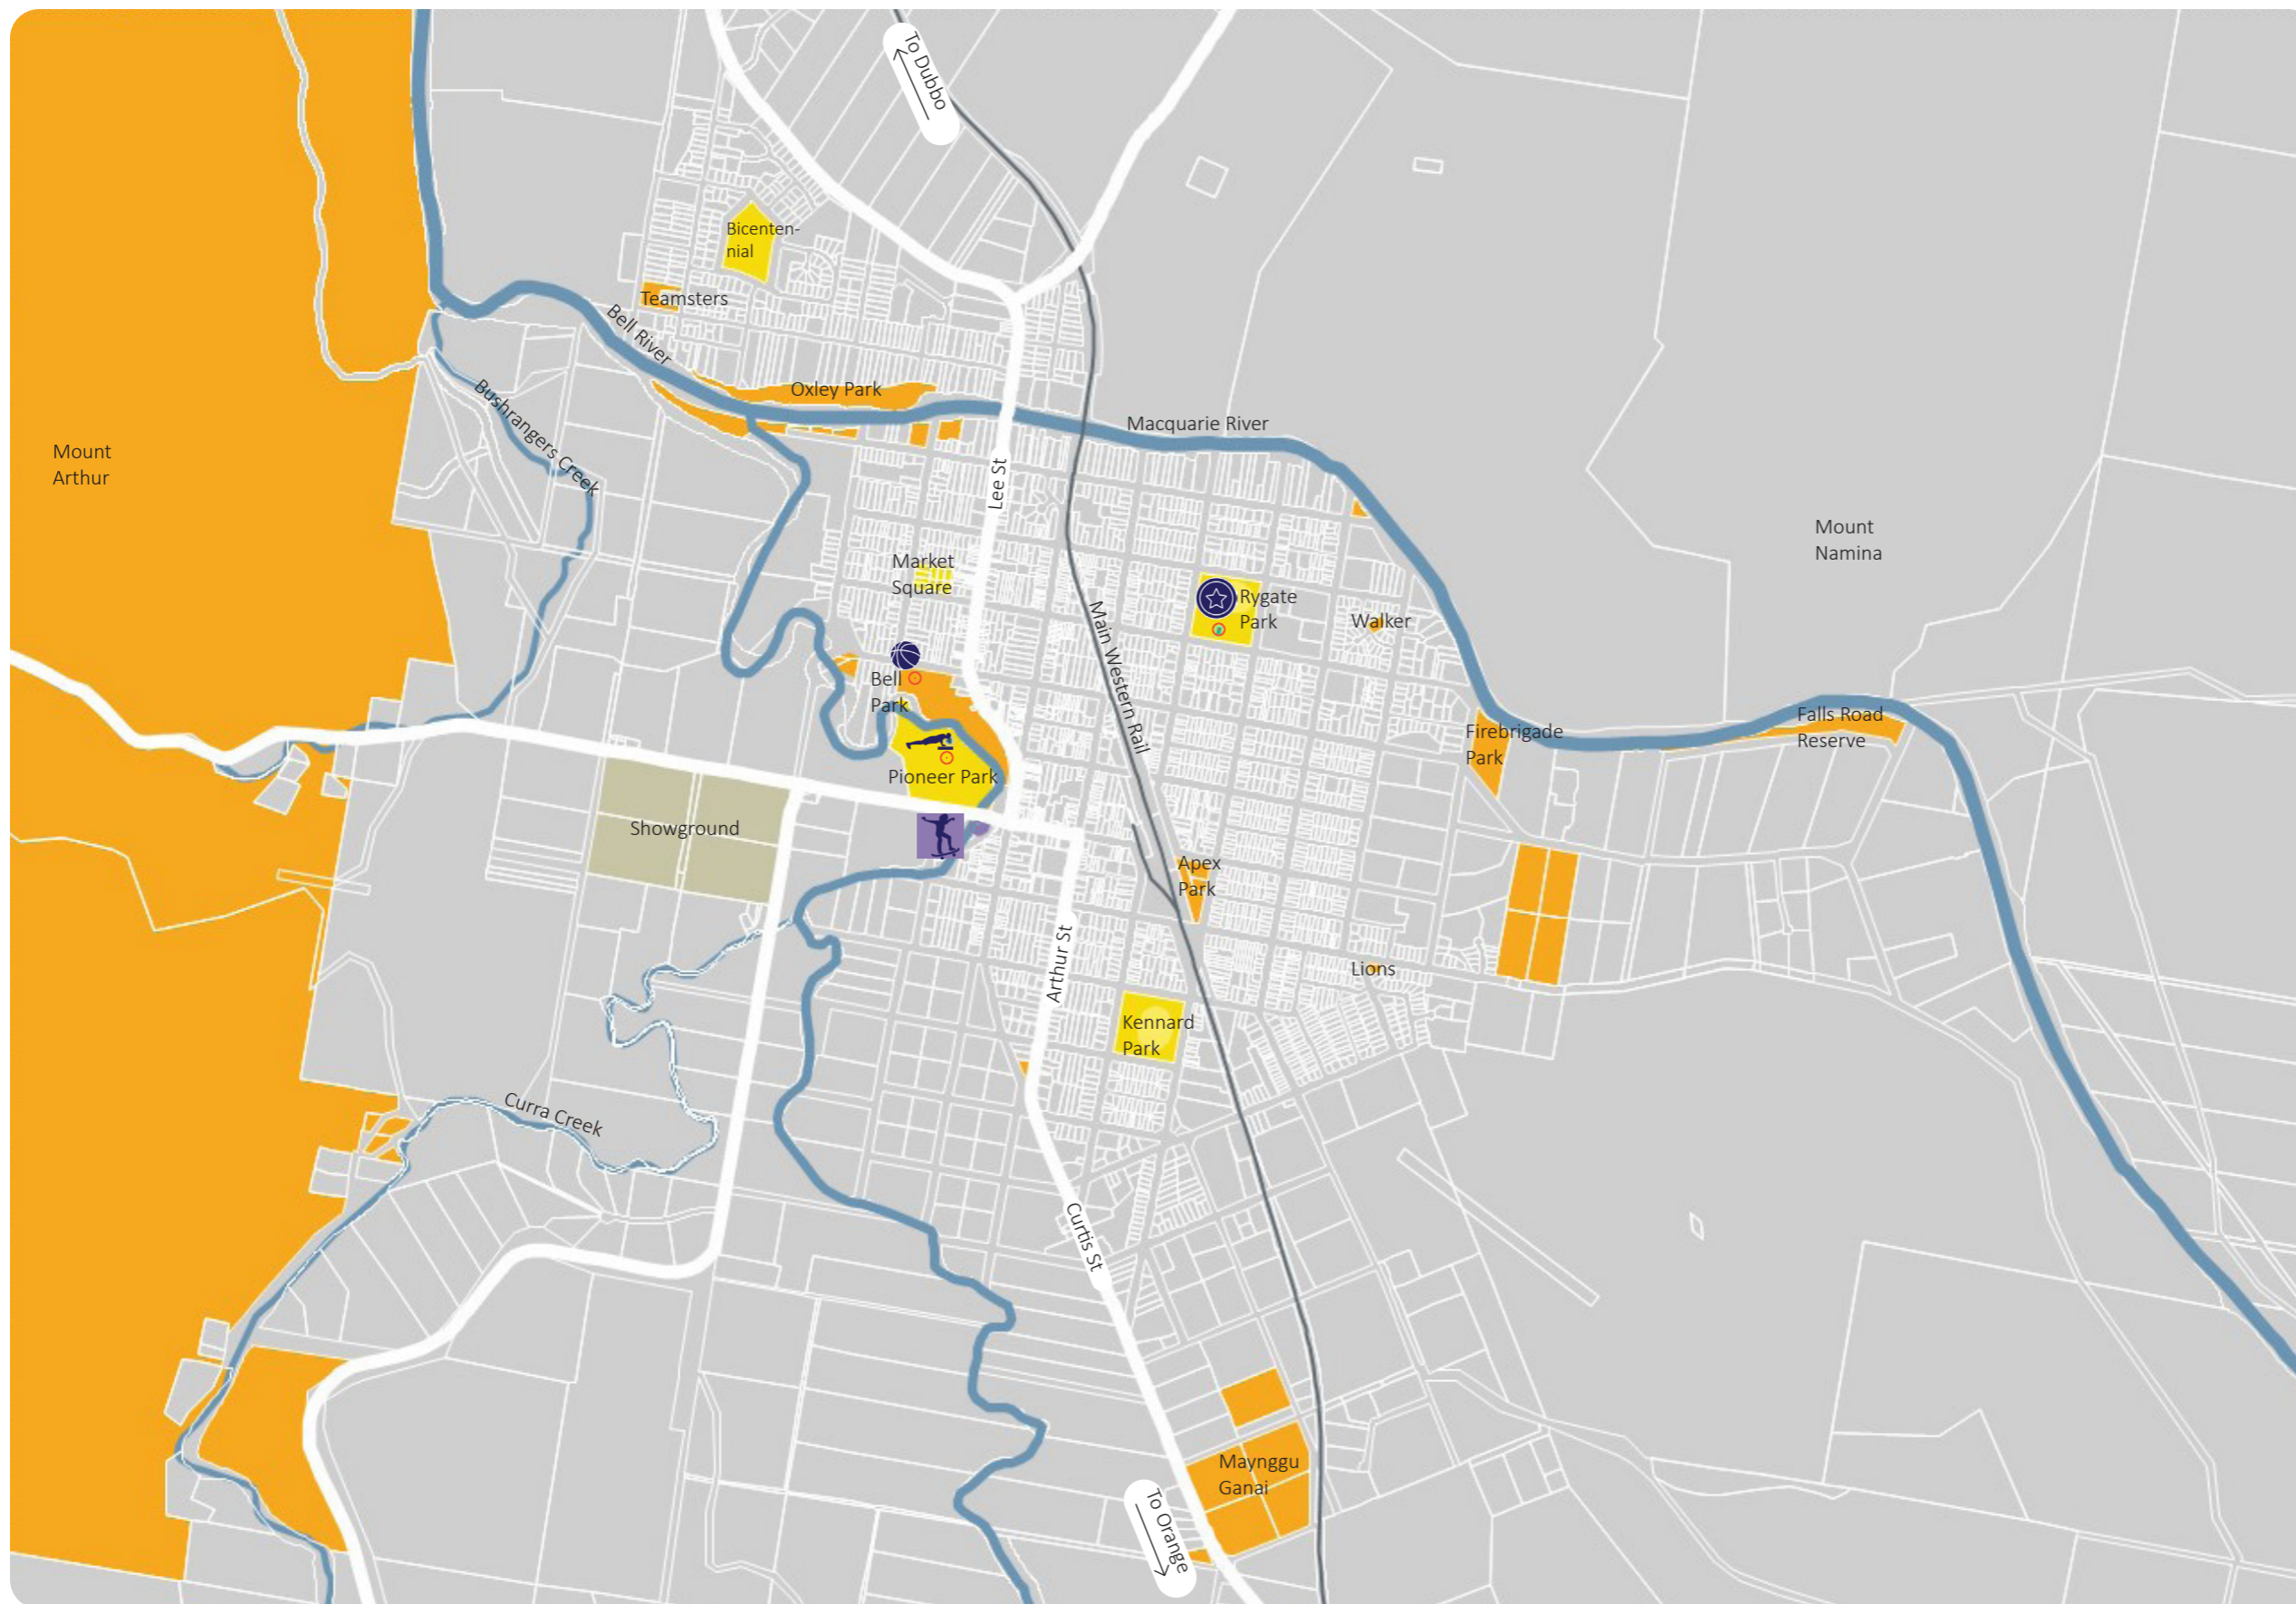 To Dubbo
Bicenten-
nial
Teamsters
Bell River
Oxley Park
Bushrangers Creek
Macquarie River
Mount
Arthur
Lee St
Mount
Namina
Market
Square
Rygate
Park
Walker
Main Western Rail
Bell
Park
Pioneer Park
Firebrigade
Park
Falls Road
Reserve
Showground
Apex
Park
Arthur St
Lions
Kennard
Park
Curra Creek
Curtis St
Maynggu
Ganai
To Orange